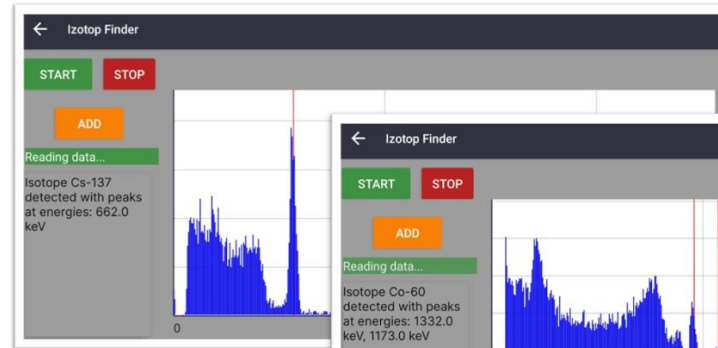 Izotop Finder
START STOP
ADD
Reading data...
Isotope Cs-137
detected with peaks
at energies: 662.0
keV
0
Izotop Finder
START STOP
ADD
Reading data...
Isotope Co-60
detected with peaks
at energies: 1332.0
keV, 1173.0 keV